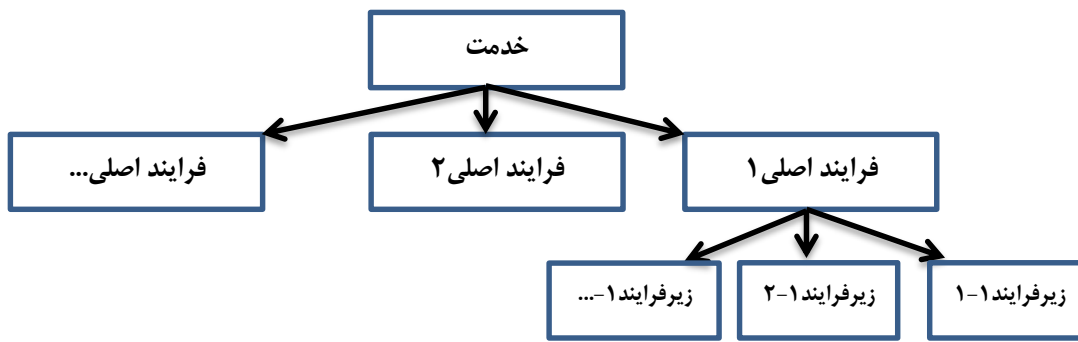 خدمت
فرایند اصلی۱
فرایند اصلی۲
فرایند اصلی...
زیرفرایند۱-۱
زیرفرایند۱-۲
زیرفرایند۱-...